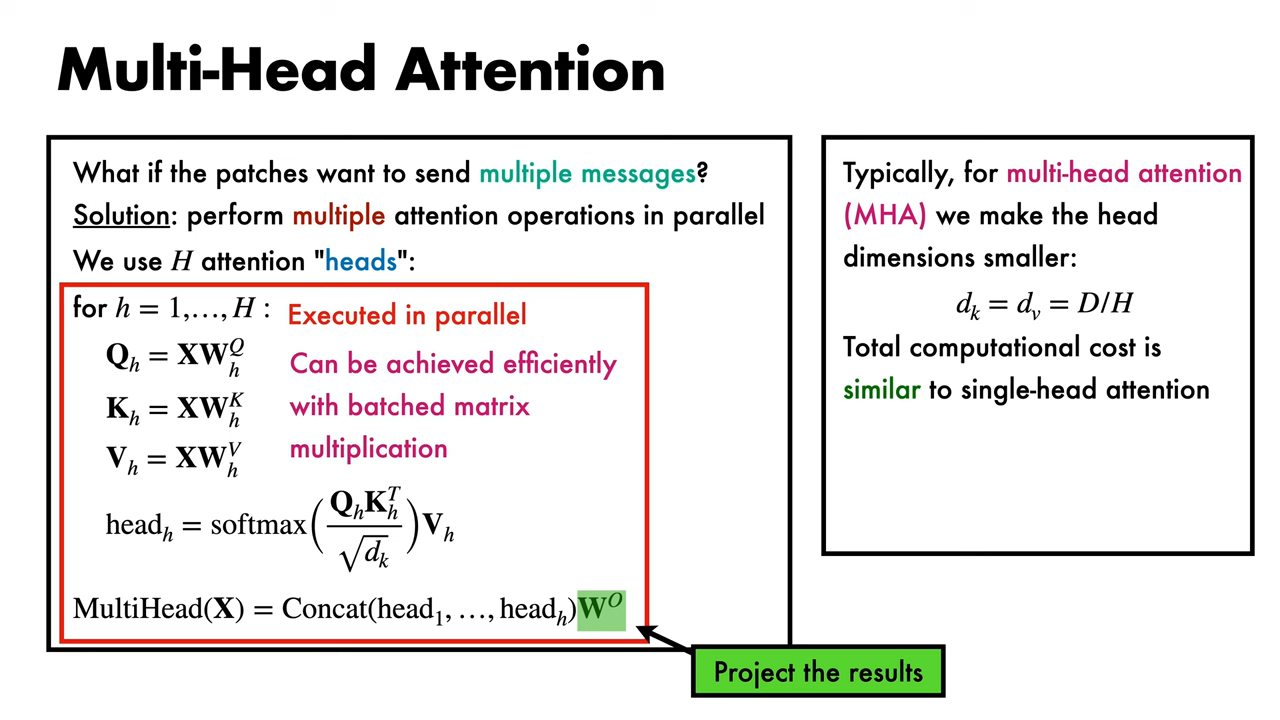 Multi-Head Attention
What if the patches want to send multiple messages?
Solution: perform multiple attention operations in parallel
We use H attention "heads":
for h = 1,…, H :
Executed in parallel
Q_h = XW_h^Q
K_h = XW_h^K
V_h = XW_h^V
Can be achieved efficiently
with batched matrix
multiplication
head_h = softmax(Q_h K_h^T / √d_k) V_h
MultiHead(X) = Concat(head_1, …, head_h)W^O
Project the results
Typically, for multi-head attention
(MHA) we make the head
dimensions smaller:
d_k = d_v = D/H
Total computational cost is
similar to single-head attention